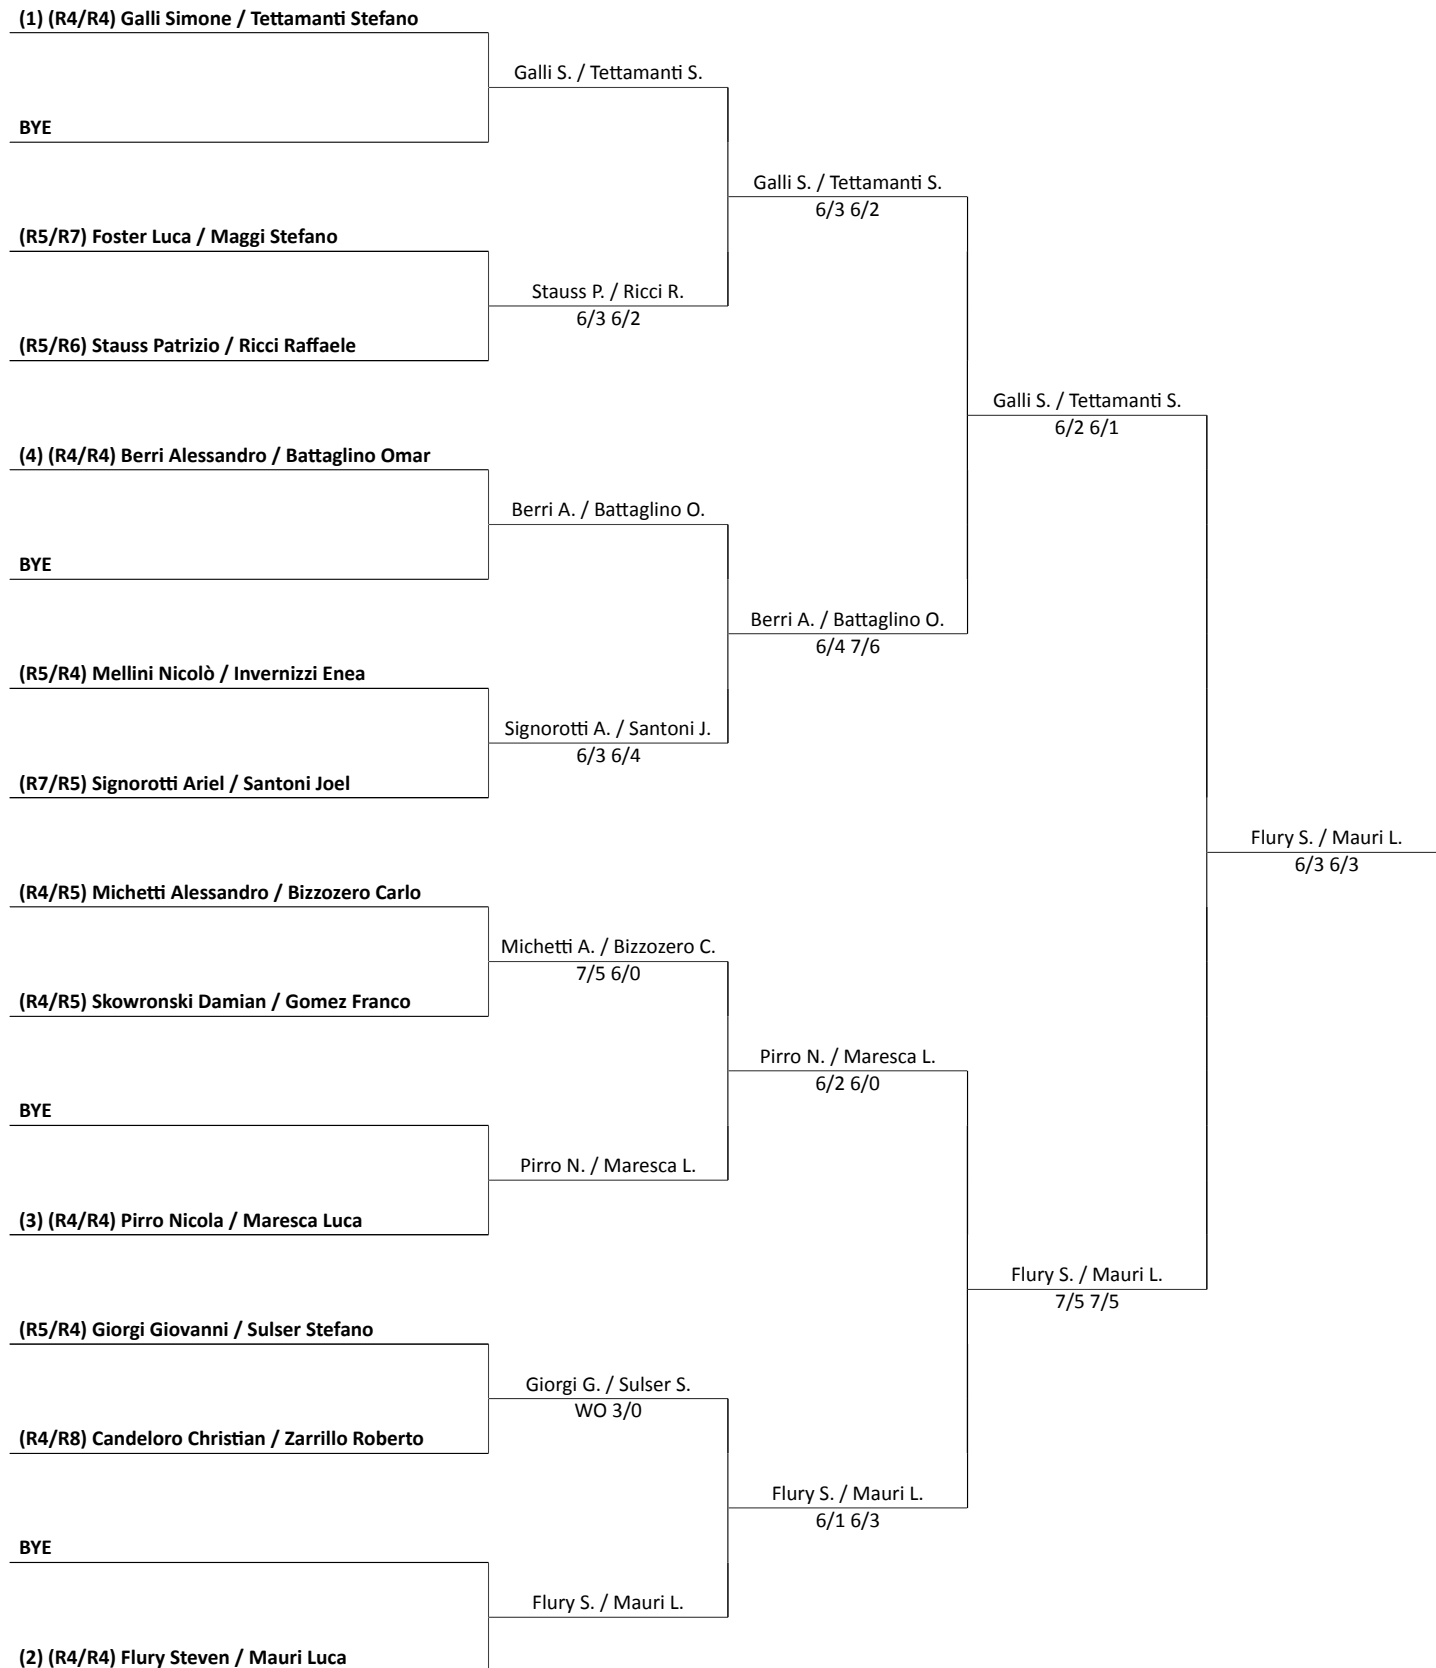 (1) (R4/R4) Galli Simone / Tettamanti Stefano
Galli S. / Tettamanti S.
BYE
Galli S. / Tettamanti S.
6/3 6/2
(R5/R7) Foster Luca / Maggi Stefano
Stauss P. / Ricci R.
6/3 6/2
(R5/R6) Stauss Patrizio / Ricci Raffaele
Galli S. / Tettamanti S.
6/2 6/1
(4) (R4/R4) Berri Alessandro / Battaglino Omar
Berri A. / Battaglino O.
BYE
Berri A. / Battaglino O.
6/4 7/6
(R5/R4) Mellini Nicolò / Invernizzi Enea
Signorotti A. / Santoni J.
6/3 6/4
(R7/R5) Signorotti Ariel / Santoni Joel
Flury S. / Mauri L.
6/3 6/3
(R4/R5) Michetti Alessandro / Bizzozero Carlo
Michetti A. / Bizzozero C.
7/5 6/0
(R4/R5) Skowronski Damian / Gomez Franco
Pirro N. / Maresca L.
6/2 6/0
BYE
Pirro N. / Maresca L.
(3) (R4/R4) Pirro Nicola / Maresca Luca
Flury S. / Mauri L.
7/5 7/5
(R5/R4) Giorgi Giovanni / Sulser Stefano
Giorgi G. / Sulser S.
WO 3/0
(R4/R8) Candeloro Christian / Zarrillo Roberto
Flury S. / Mauri L.
6/1 6/3
BYE
Flury S. / Mauri L.
(2) (R4/R4) Flury Steven / Mauri Luca